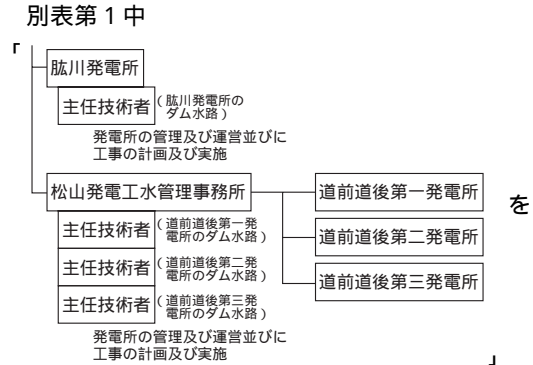 別表第1中
「
肱川発電所
主任技術者
(肱川発電所の
ダム水路)
発電所の管理及び運営並びに
工事の計画及び実施
松山発電工水管理事務所
主任技術者
(道前道後第一発
電所のダム水路)
主任技術者
(道前道後第二発
電所のダム水路)
主任技術者
(道前道後第三発
電所のダム水路)
発電所の管理及び運営並びに
工事の計画及び実施
道前道後第一発電所
道前道後第二発電所
道前道後第三発電所
」
を